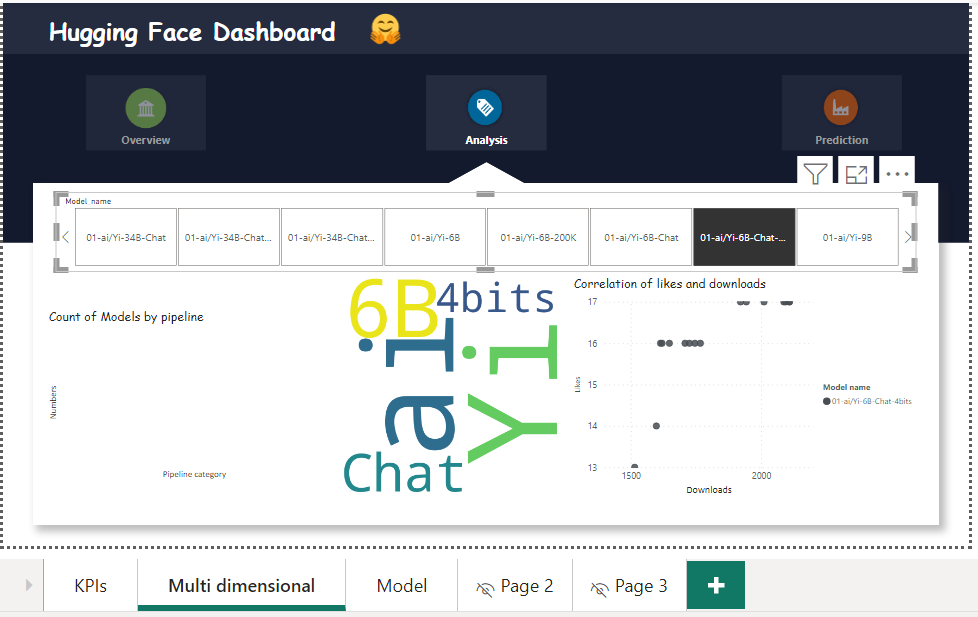 Hugging Face Dashboard
Overview
Analysis
Prediction
Model name
01-ai/Yi-34B-Chat
01-ai/Yi-34B-Chat...
01-ai/Yi-34B-Chat...
01-ai/Yi-6B
01-ai/Yi-6B-200K
01-ai/Yi-6B-Chat
01-ai/Yi-6B-Chat-...
01-ai/Yi-9B
Count of Models by pipeline
Numbers
Pipeline category
6B
4bits
ai
Yi
Chat
Correlation of likes and downloads
17
16
15
14
13
Likes
1500
2000
Downloads
Model name
01-ai/Yi-6B-Chat-4bits
KPIs
Multi dimensional
Model
Page 2
Page 3